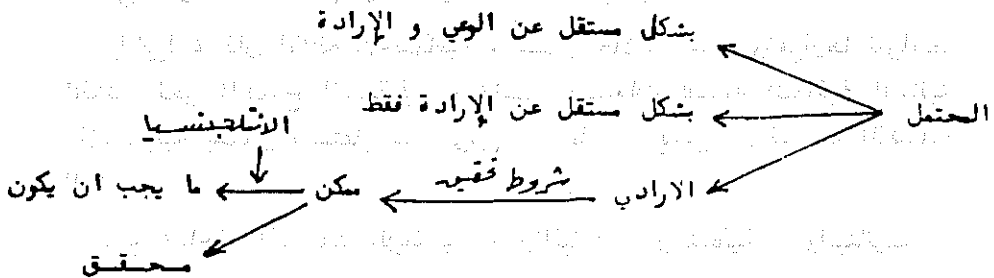 بشكل مستقل عن الوعي و الإرادة
المحتمل
بشكل مستقل عن الإرادة فقط
الانتلجنسيا
الارادي
شروط تحقيق
ممكن
ما يجب ان يكون
محقق